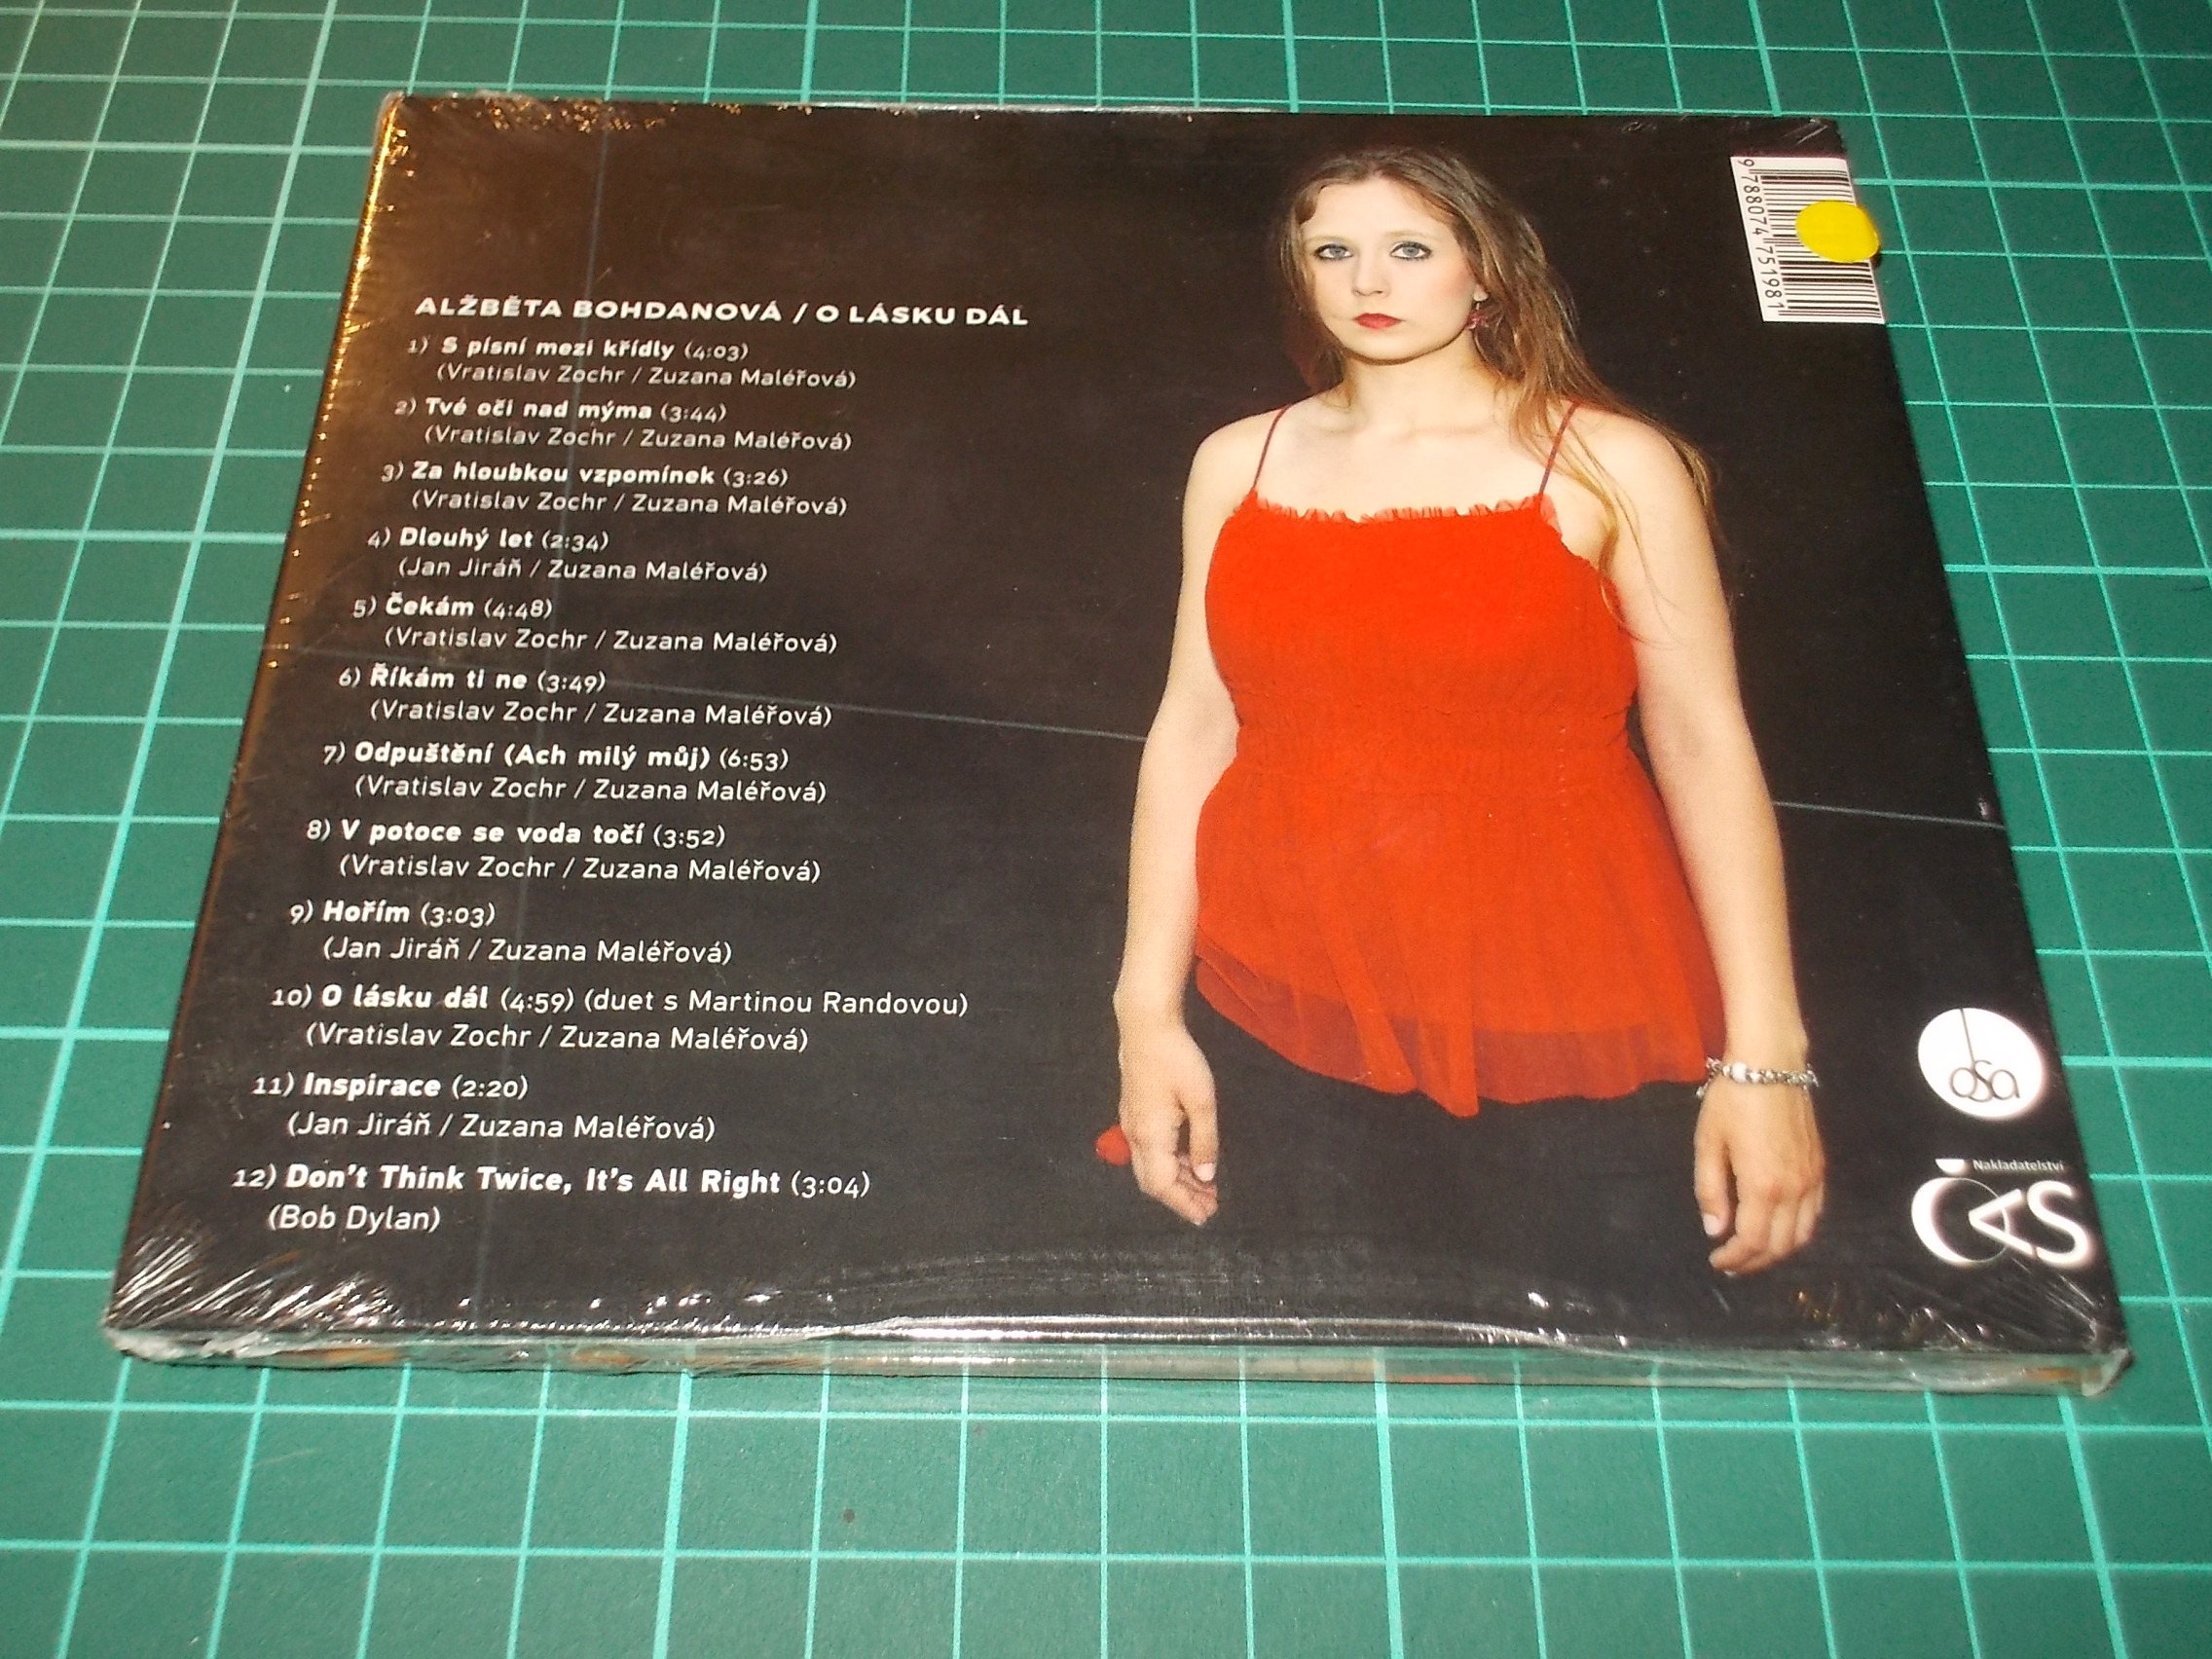 ALŽBĚTA BOHDANOVÁ / O LÁSKU DÁL
1) S písní mezi křídly (4:03)
(Vratislav Zochr / Zuzana Maléřová)
2) Tvé oči nad mýma (3:44)
(Vratislav Zochr / Zuzana Maléřová)
3) Za hloubkou vzpomínek (3:26)
(Vratislav Zochr / Zuzana Maléřová)
4) Dlouhý let (2:34)
(Jan Jiráň / Zuzana Maléřová)
5) Čekám (4:48)
(Vratislav Zochr / Zuzana Maléřová)
6) Říkám ti ne (3:49)
(Vratislav Zochr / Zuzana Maléřová)
7) Odpuštění (Ach milý můj) (6:53)
(Vratislav Zochr / Zuzana Maléřová)
8) V potoce se voda točí (3:52)
(Vratislav Zochr / Zuzana Maléřová)
9) Hořím (3:03)
(Jan Jiráň / Zuzana Maléřová)
10) O lásku dál (4:59) (duet s Martinou Randovou)
(Vratislav Zochr / Zuzana Maléřová)
11) Inspirace (2:20)
(Jan Jiráň / Zuzana Maléřová)
12) Don't Think Twice, It's All Right (3:04)
(Bob Dylan)
9 788074 751981
OSA
Nakladatelství
ČAS